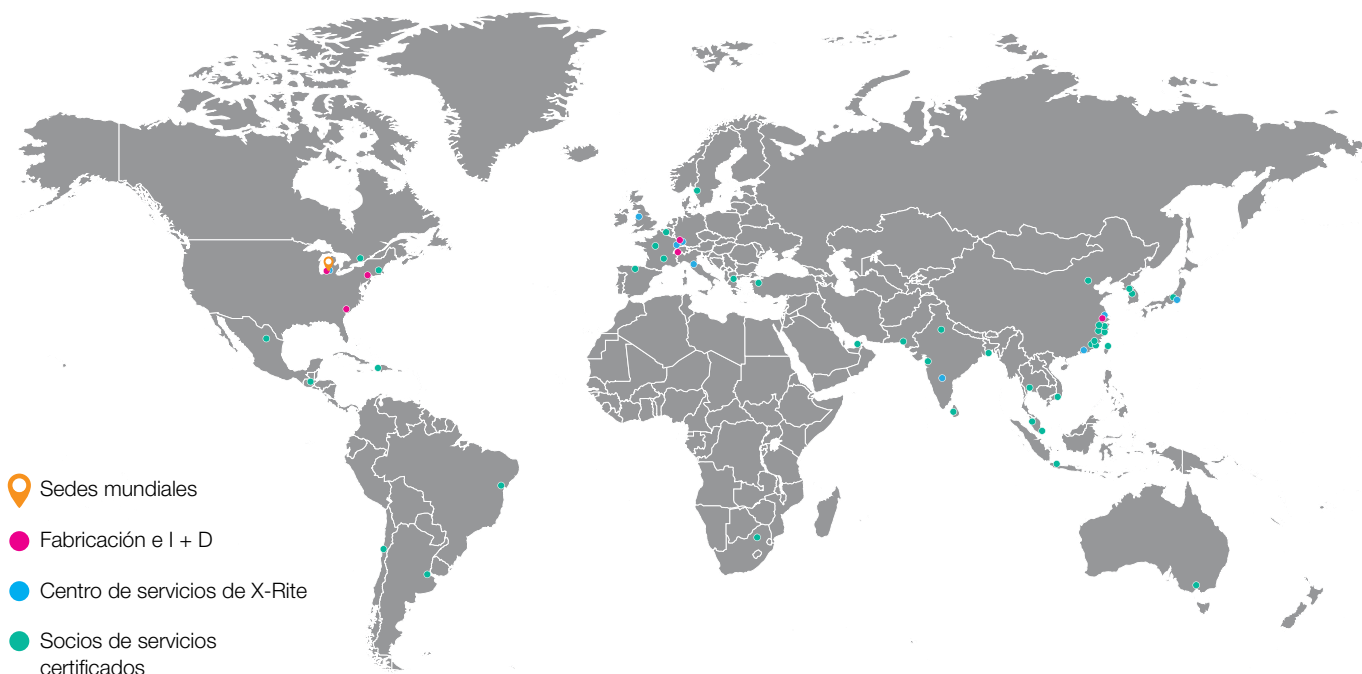 Sedes mundiales
Fabricación e I + D
Centro de servicios de X-Rite
Socios de servicios
certificados